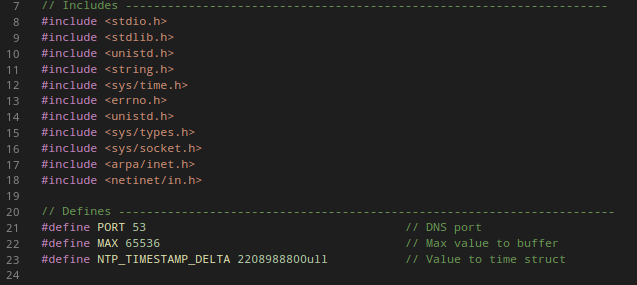 7 // Includes ---------------------------------------------------------------------
8 #include <stdio.h>
9 #include <stdlib.h>
10 #include <unistd.h>
11 #include <string.h>
12 #include <sys/time.h>
13 #include <errno.h>
14 #include <unistd.h>
15 #include <sys/types.h>
16 #include <sys/socket.h>
17 #include <arpa/inet.h>
18 #include <netinet/in.h>
19
20 // Defines -----------------------------------------------------------------------
21 #define PORT 53 // DNS port
22 #define MAX 65536 // Max value to buffer
23 #define NTP_TIMESTAMP_DELTA 2208988800ull // Value to time struct
24